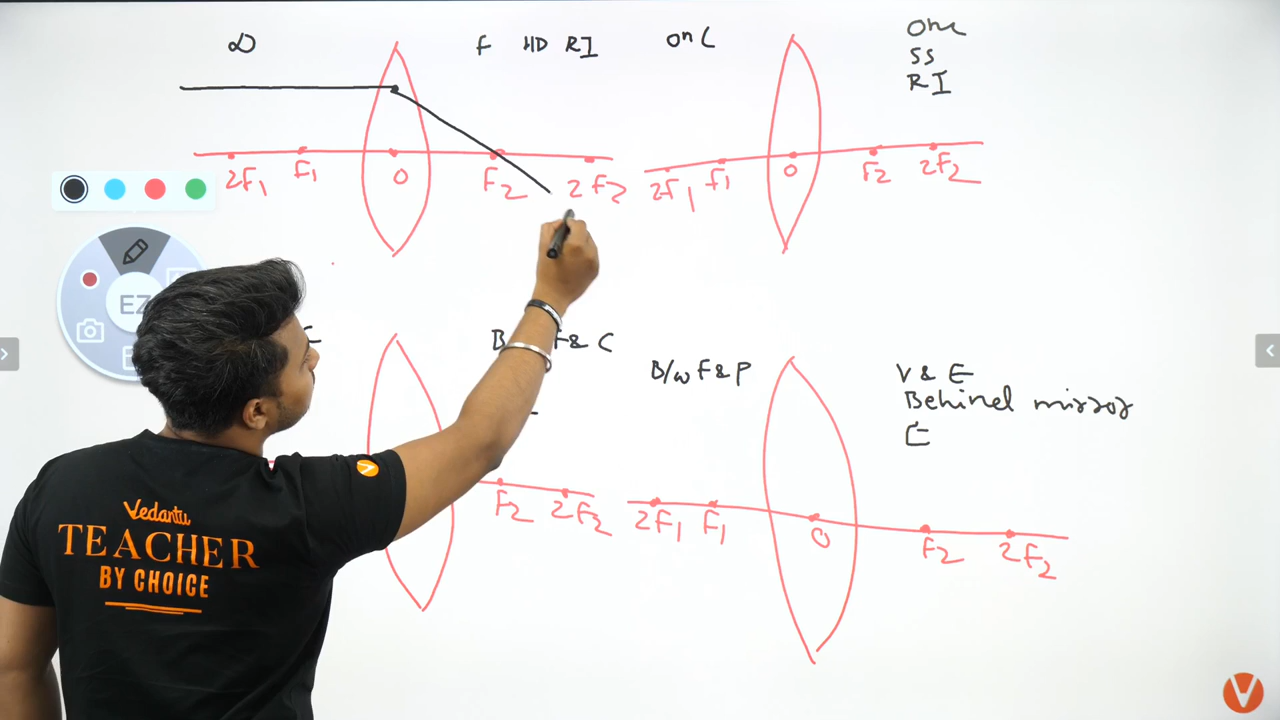 ∞
F HD RI
on C
On C
SS
RI
2F1 F1 O F2 2F2
2F1 F1 O F2 2F2
EZ
F & C
B/w F & P
V & E
Behind mirror
E
F2 2F2
2F1 F1 O F2 2F2
Vedantu
TEACHER
BY CHOICE